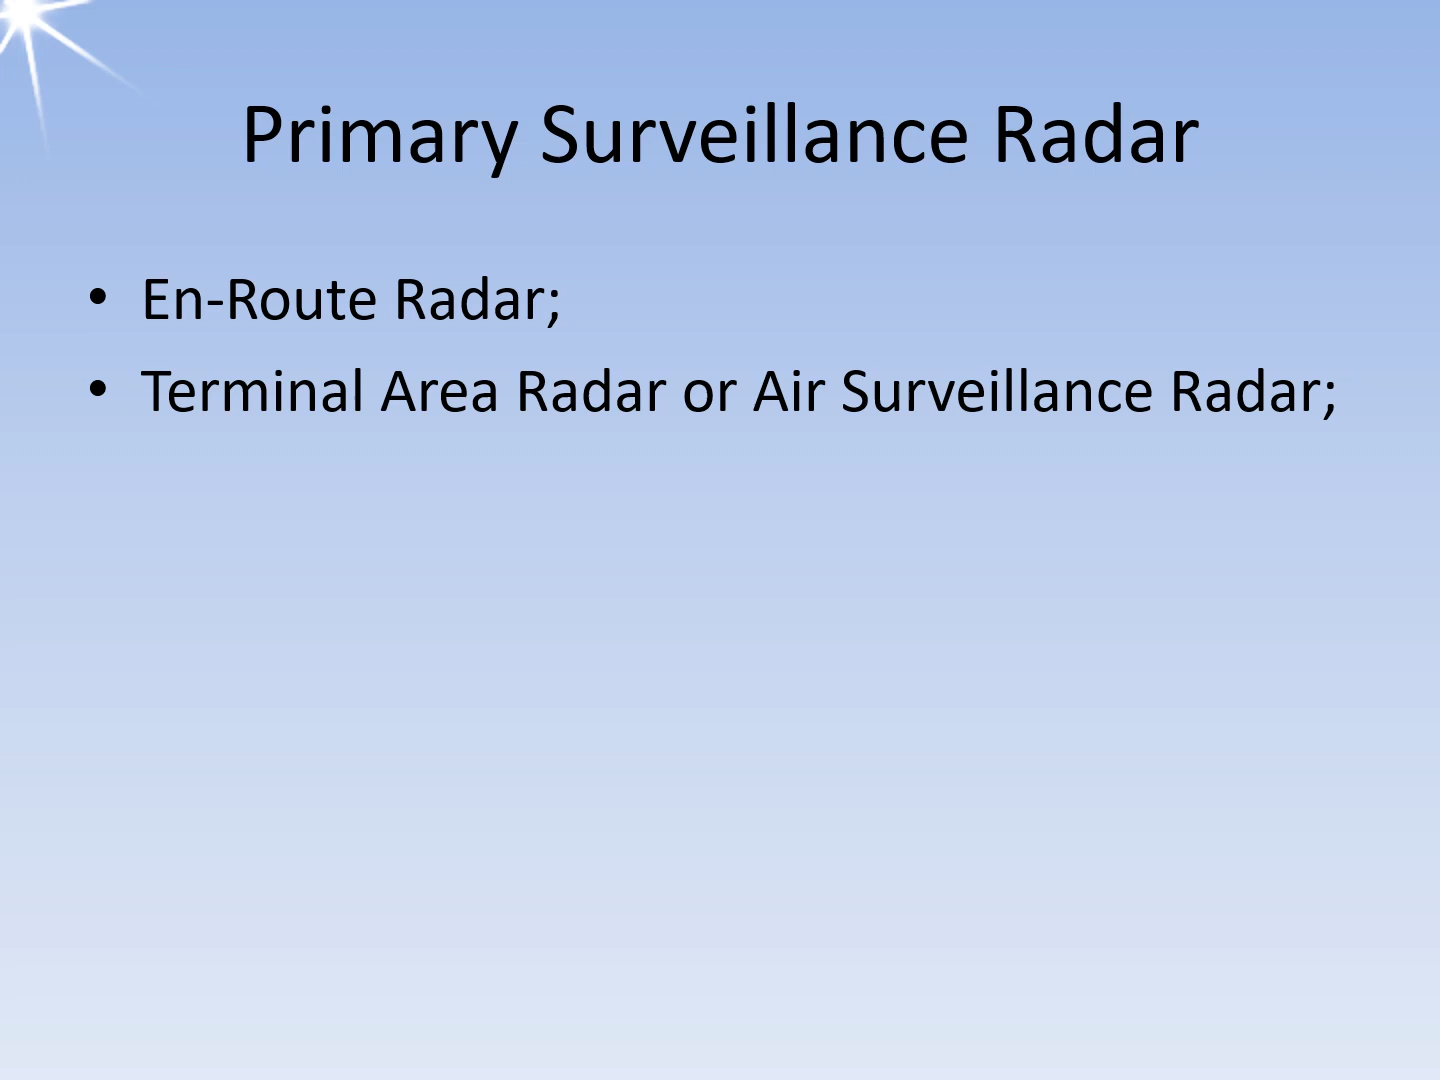 Primary Surveillance Radar
• En-Route Radar;
• Terminal Area Radar or Air Surveillance Radar;